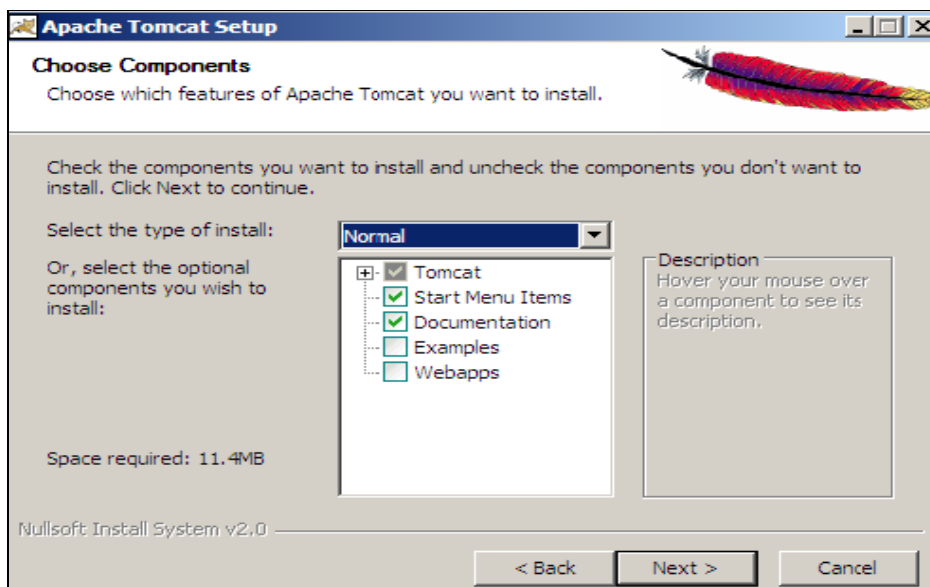 Apache Tomcat Setup
Choose Components
Choose which features of Apache Tomcat you want to install.
Check the components you want to install and uncheck the components you don't want to
install. Click Next to continue.
Select the type of install:
Normal
Or, select the optional
components you wish to
install:
Tomcat
Start Menu Items
Documentation
Examples
Webapps
Description
Hover your mouse over
a component to see its
description.
Space required: 11.4MB
Nullsoft Install System v2.0
< Back
Next >
Cancel